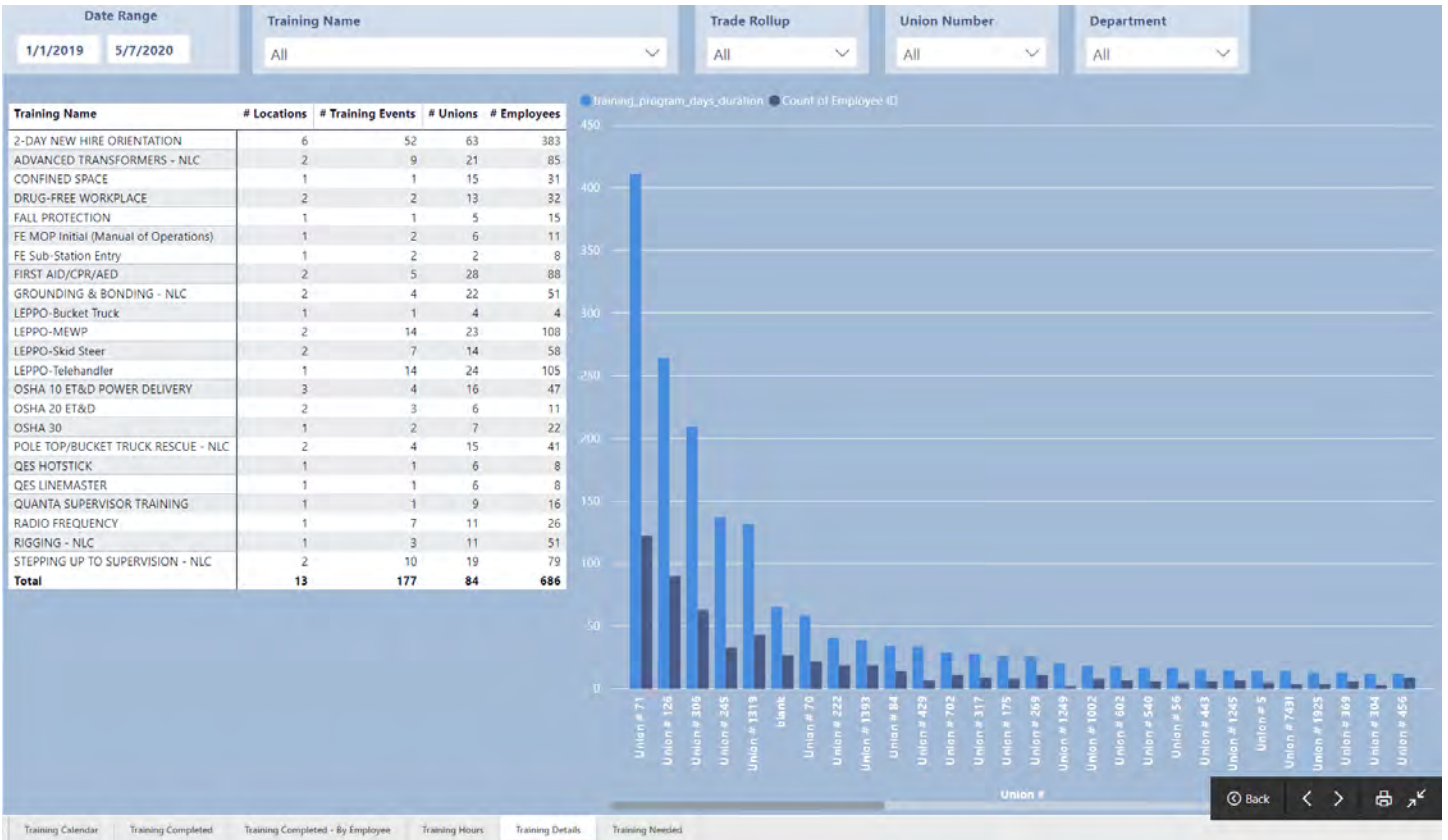 Date Range
1/1/2019 5/7/2020
Training Name
All
Trade Rollup
All
Union Number
All
Department
All
Training Name # Locations # Training Events # Unions # Employees
2-DAY NEW HIRE ORIENTATION 6 52 63 383
ADVANCED TRANSFORMERS - NLC 2 9 21 85
CONFINED SPACE 1 1 15 31
DRUG-FREE WORKPLACE 2 2 13 32
FALL PROTECTION 1 1 5 15
FE MOP Initial (Manual of Operations) 1 2 6 11
FE Sub-Station Entry 1 2 2 8
FIRST AID/CPR/AED 2 5 28 88
GROUNDING & BONDING - NLC 2 4 22 51
LEPPO-Bucket Truck 1 1 4 4
LEPPO-MEWP 2 14 23 108
LEPPO-Skid Steer 2 7 14 58
LEPPO-Telehandler 1 14 24 105
OSHA 10 ET&D POWER DELIVERY 3 4 16 47
OSHA 20 ET&D 2 3 6 11
OSHA 30 1 2 7 22
POLE TOP/BUCKET TRUCK RESCUE - NLC 2 4 15 41
QES HOTSTICK 1 1 6 8
QES LINEMASTER 1 1 6 8
QUANTA SUPERVISOR TRAINING 1 1 9 16
RADIO FREQUENCY 1 7 11 26
RIGGING - NLC 1 3 11 51
STEPPING UP TO SUPERVISION - NLC 2 10 19 79
Total 13 177 84 686
training_program_days_duration Count of Employee ID
450
400
350
300
250
200
150
100
50
0
Union # 71
Union # 126
Union # 306
Union # 245
Union # 1319
blank
Union # 70
Union # 222
Union # 1393
Union # 84
Union # 429
Union # 702
Union # 317
Union # 175
Union # 269
Union # 1249
Union # 1002
Union # 602
Union # 540
Union # 56
Union # 443
Union # 1245
Union # 5
Union # 7431
Union # 1925
Union # 369
Union # 304
Union # 456
Union #
Back
Training Calendar Training Completed Training Completed - By Employee Training Hours Training Details Training Needed